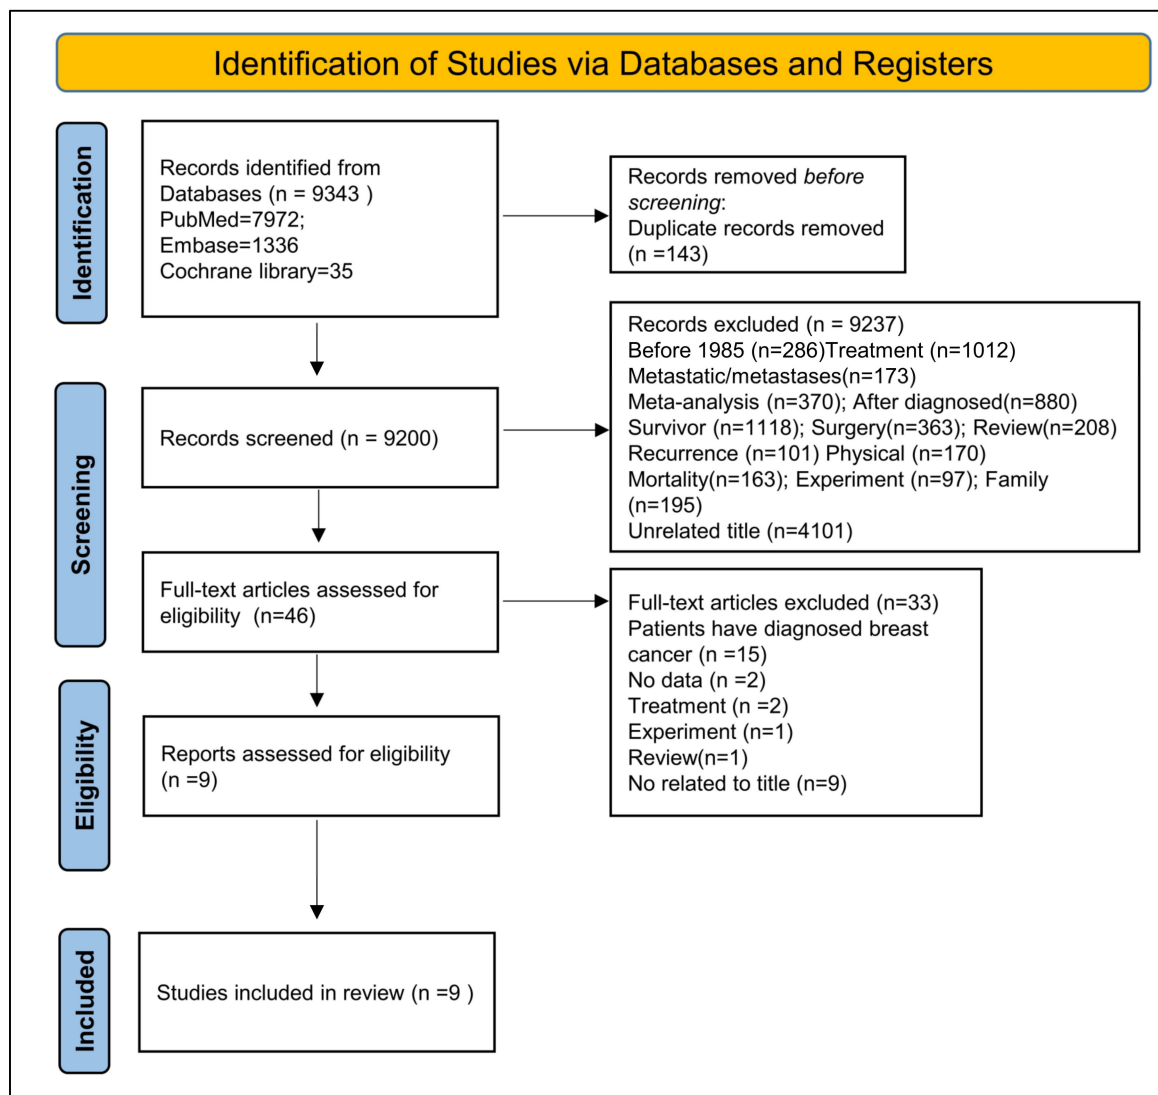 Identification of Studies via Databases and Registers
Identification
Records identified from
Databases (n = 9343 )
PubMed=7972;
Embase=1336
Cochrane library=35
Records removed before
screening:
Duplicate records removed
(n =143)
Screening
Records screened (n = 9200)
Records excluded (n = 9237)
Before 1985 (n=286)Treatment (n=1012)
Metastatic/metastases(n=173)
Meta-analysis (n=370); After diagnosed(n=880)
Survivor (n=1118); Surgery(n=363); Review(n=208)
Recurrence (n=101) Physical (n=170)
Mortality(n=163); Experiment (n=97); Family
(n=195)
Unrelated title (n=4101)
Full-text articles assessed for
eligibility (n=46)
Full-text articles excluded (n=33)
Patients have diagnosed breast
cancer (n =15)
No data (n =2)
Treatment (n =2)
Experiment (n=1)
Review(n=1)
No related to title (n=9)
Eligibility
Reports assessed for eligibility
(n =9)
Included
Studies included in review (n =9 )